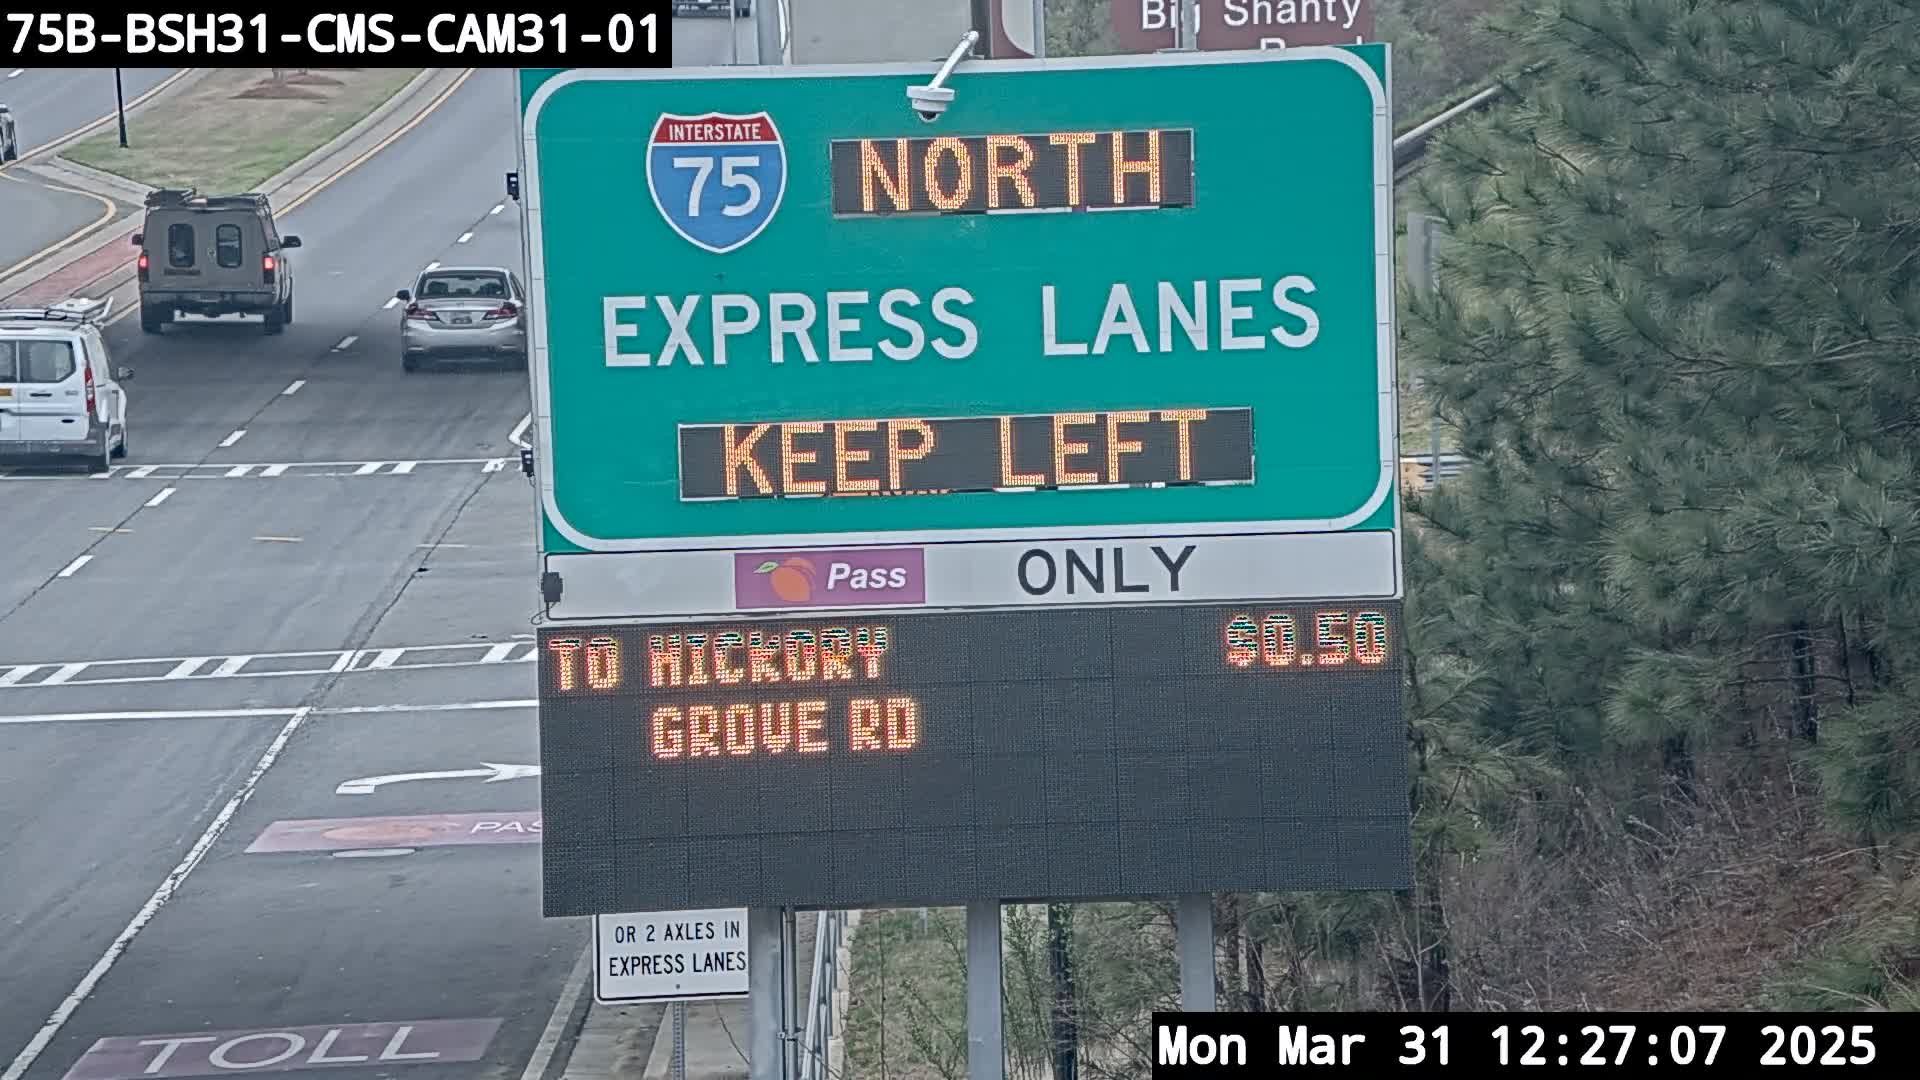 75B-BSH31-CMS-CAM31-01
Big Shanty
INTERSTATE
75
NORTH
EXPRESS LANES
KEEP LEFT
Pass ONLY
TO HICKORY $0.50
GROVE RD
OR 2 AXLES IN
EXPRESS LANES
TOLL
Mon Mar 31 12:27:07 2025